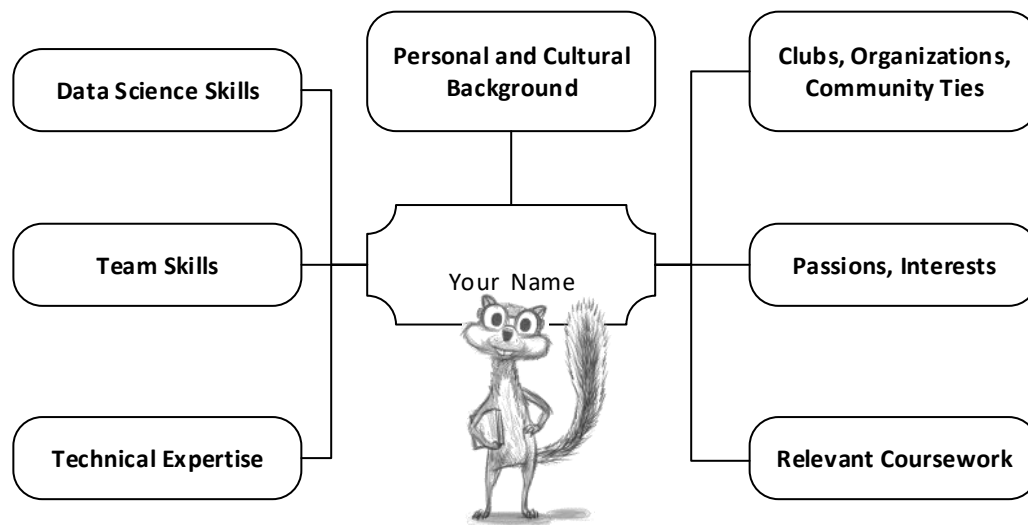 Personal and Cultural
Background
Clubs, Organizations,
Community Ties
Data Science Skills
Team Skills
Your Name
Passions, Interests
Technical Expertise
Relevant Coursework